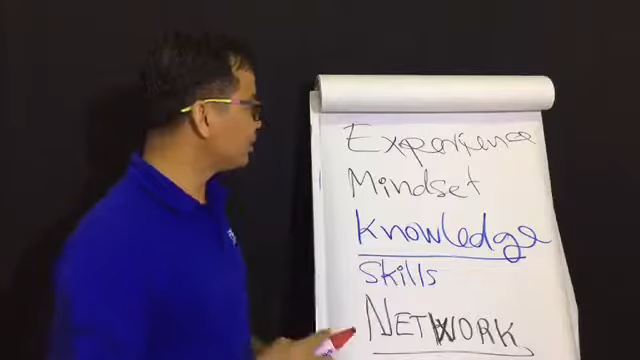 Experience
Mindset
Knowledge
Skills
NETWORK